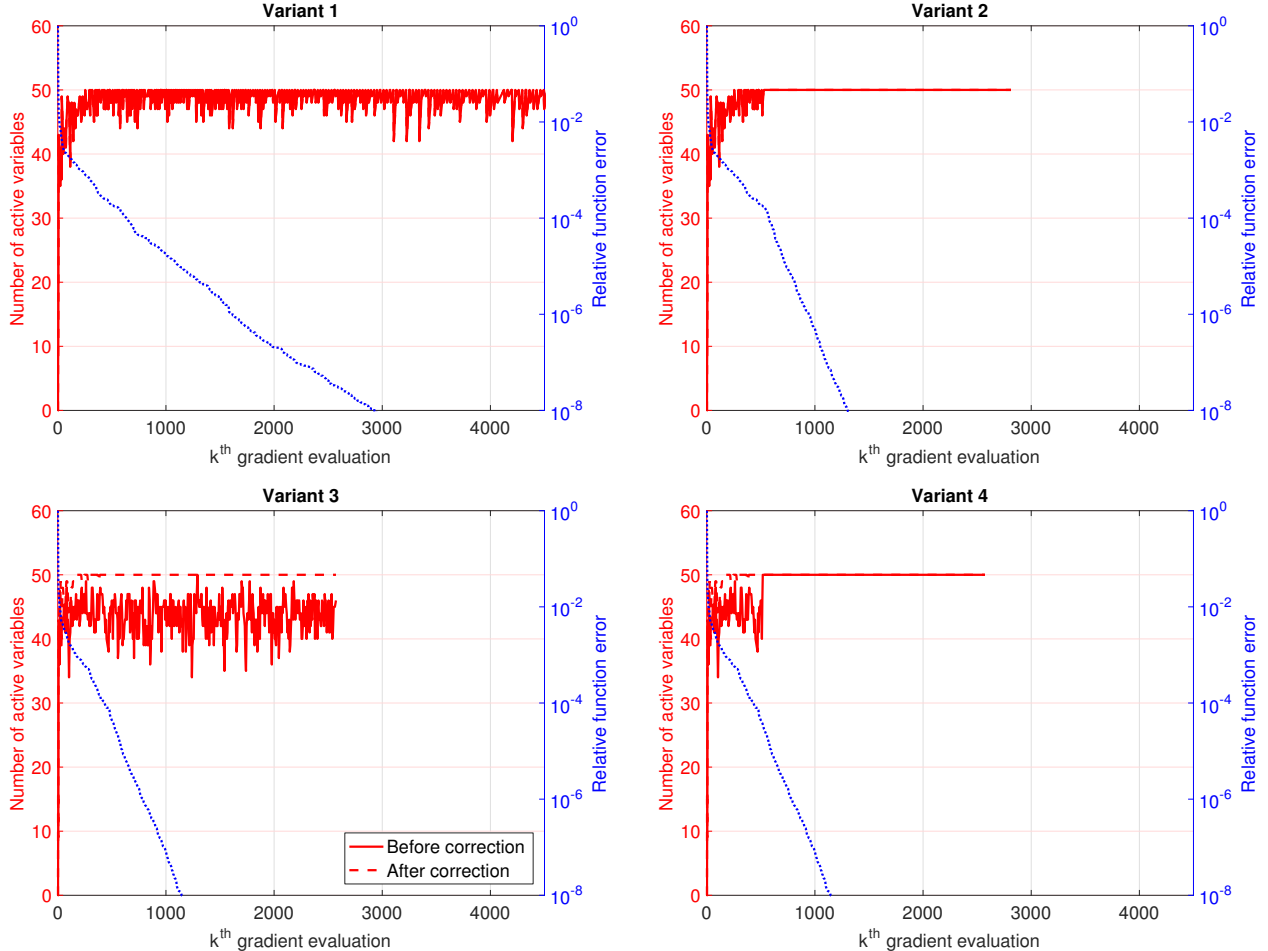 Variant 1
60
50
40
30
20
10
0
Number of active variables
10^0
10^-2
10^-4
10^-6
10^-8
Relative function error
0 1000 2000 3000 4000
k^th gradient evaluation
Variant 2
60
50
40
30
20
10
0
Number of active variables
10^0
10^-2
10^-4
10^-6
10^-8
Relative function error
0 1000 2000 3000 4000
k^th gradient evaluation
Variant 3
60
50
40
30
20
10
0
Number of active variables
10^0
10^-2
10^-4
10^-6
10^-8
Relative function error
Before correction
After correction
0 1000 2000 3000 4000
k^th gradient evaluation
Variant 4
60
50
40
30
20
10
0
Number of active variables
10^0
10^-2
10^-4
10^-6
10^-8
Relative function error
0 1000 2000 3000 4000
k^th gradient evaluation